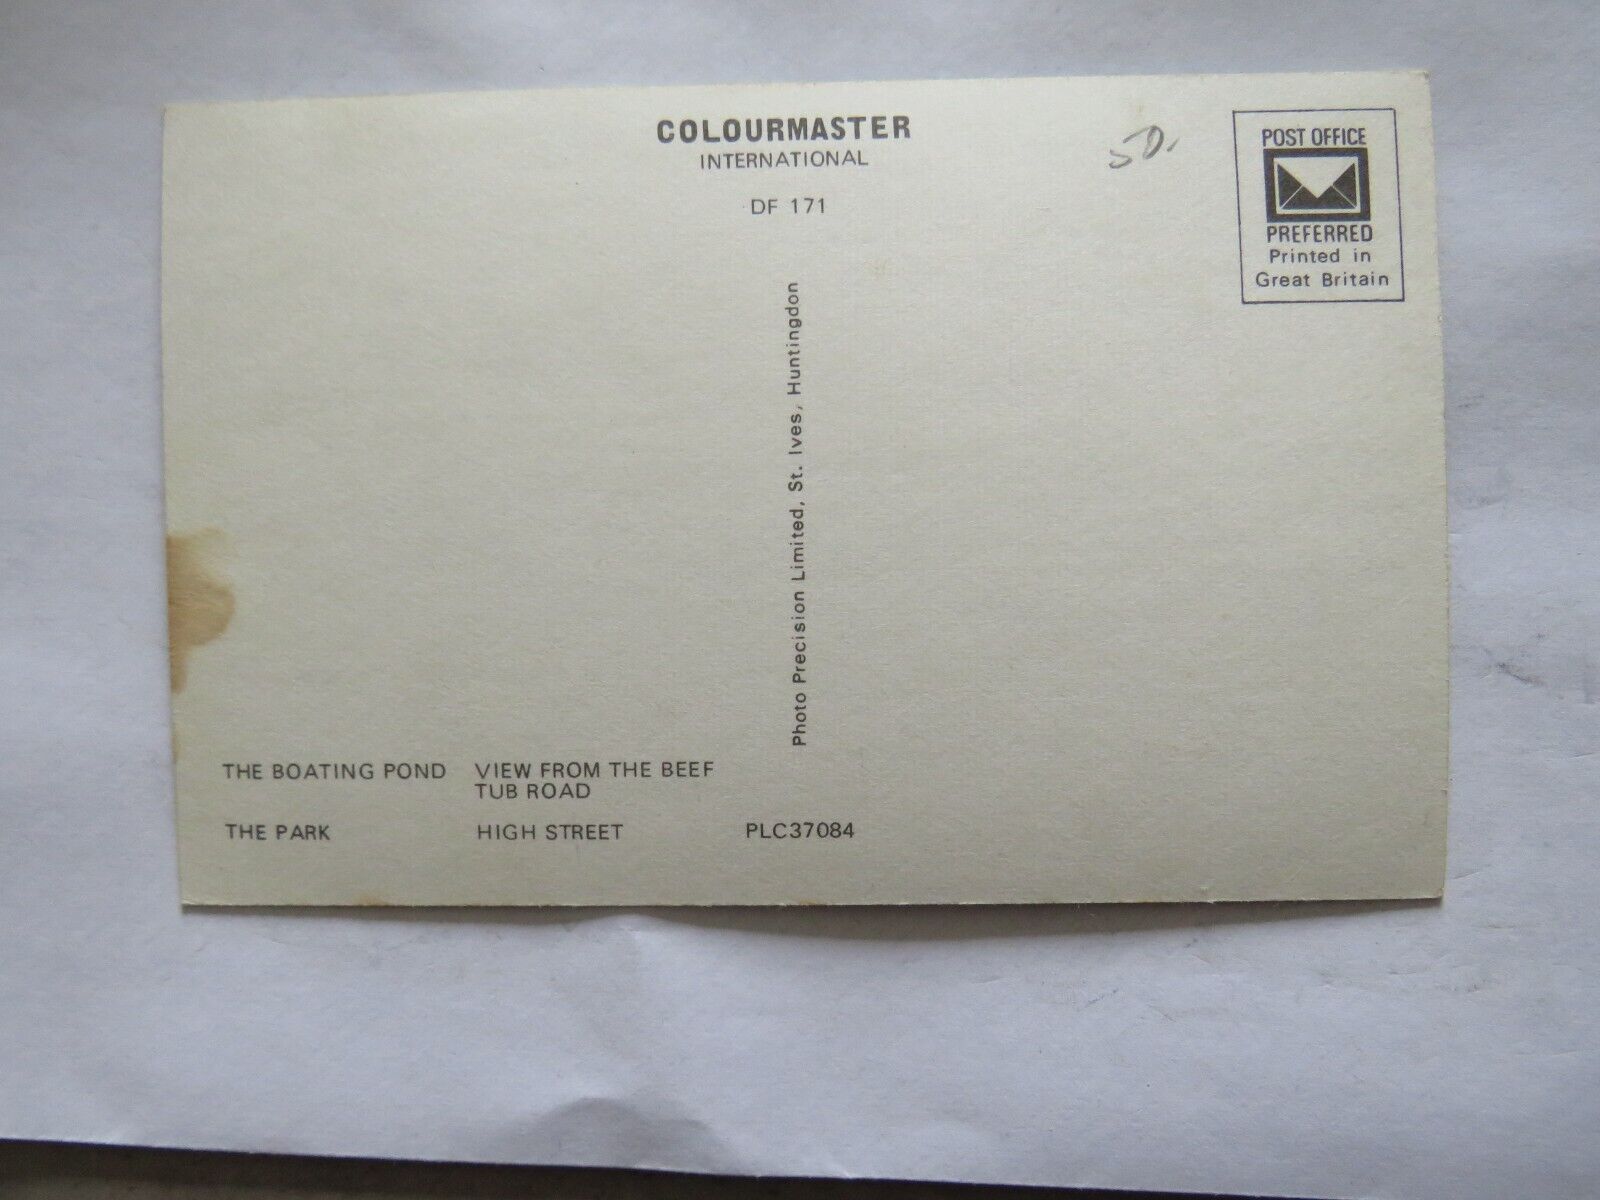 COLOURMASTER
INTERNATIONAL
DF 171
50.
POST OFFICE
PREFERRED
Printed in
Great Britain
Photo Precision Limited, St. Ives, Huntingdon
THE BOATING POND VIEW FROM THE BEEF
TUB ROAD
THE PARK HIGH STREET PLC37084